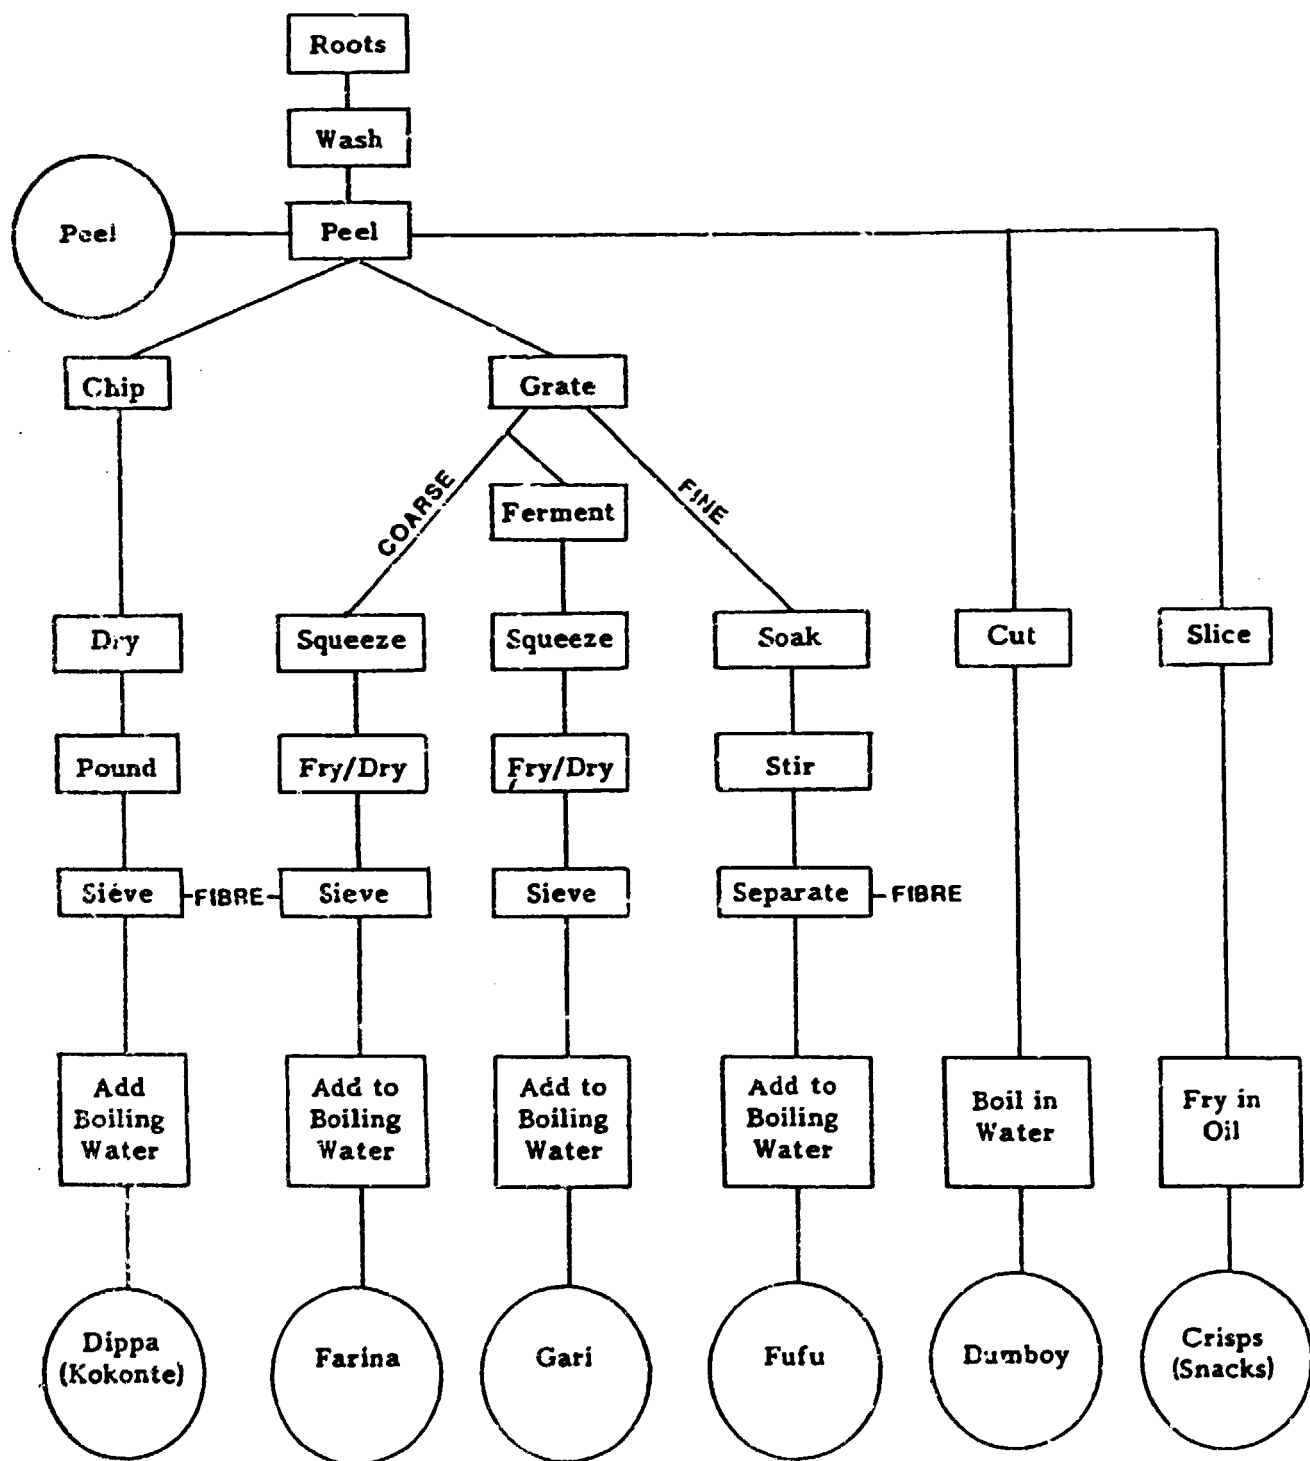 Roots
Wash
Peel
Peel
Chip
Grate
COARSE
FINE
Ferment
Dry
Squeeze
Squeeze
Soak
Cut
Slice
Pound
Fry/Dry
Fry/Dry
Stir
Sieve
FIBRE
Sieve
Sieve
Separate
FIBRE
Add
Boiling
Water
Add to
Boiling
Water
Add to
Boiling
Water
Add to
Boiling
Water
Boil in
Water
Fry in
Oil
Dippa
(Kokonte)
Farina
Gari
Fufu
Dumboy
Crisps
(Snacks)